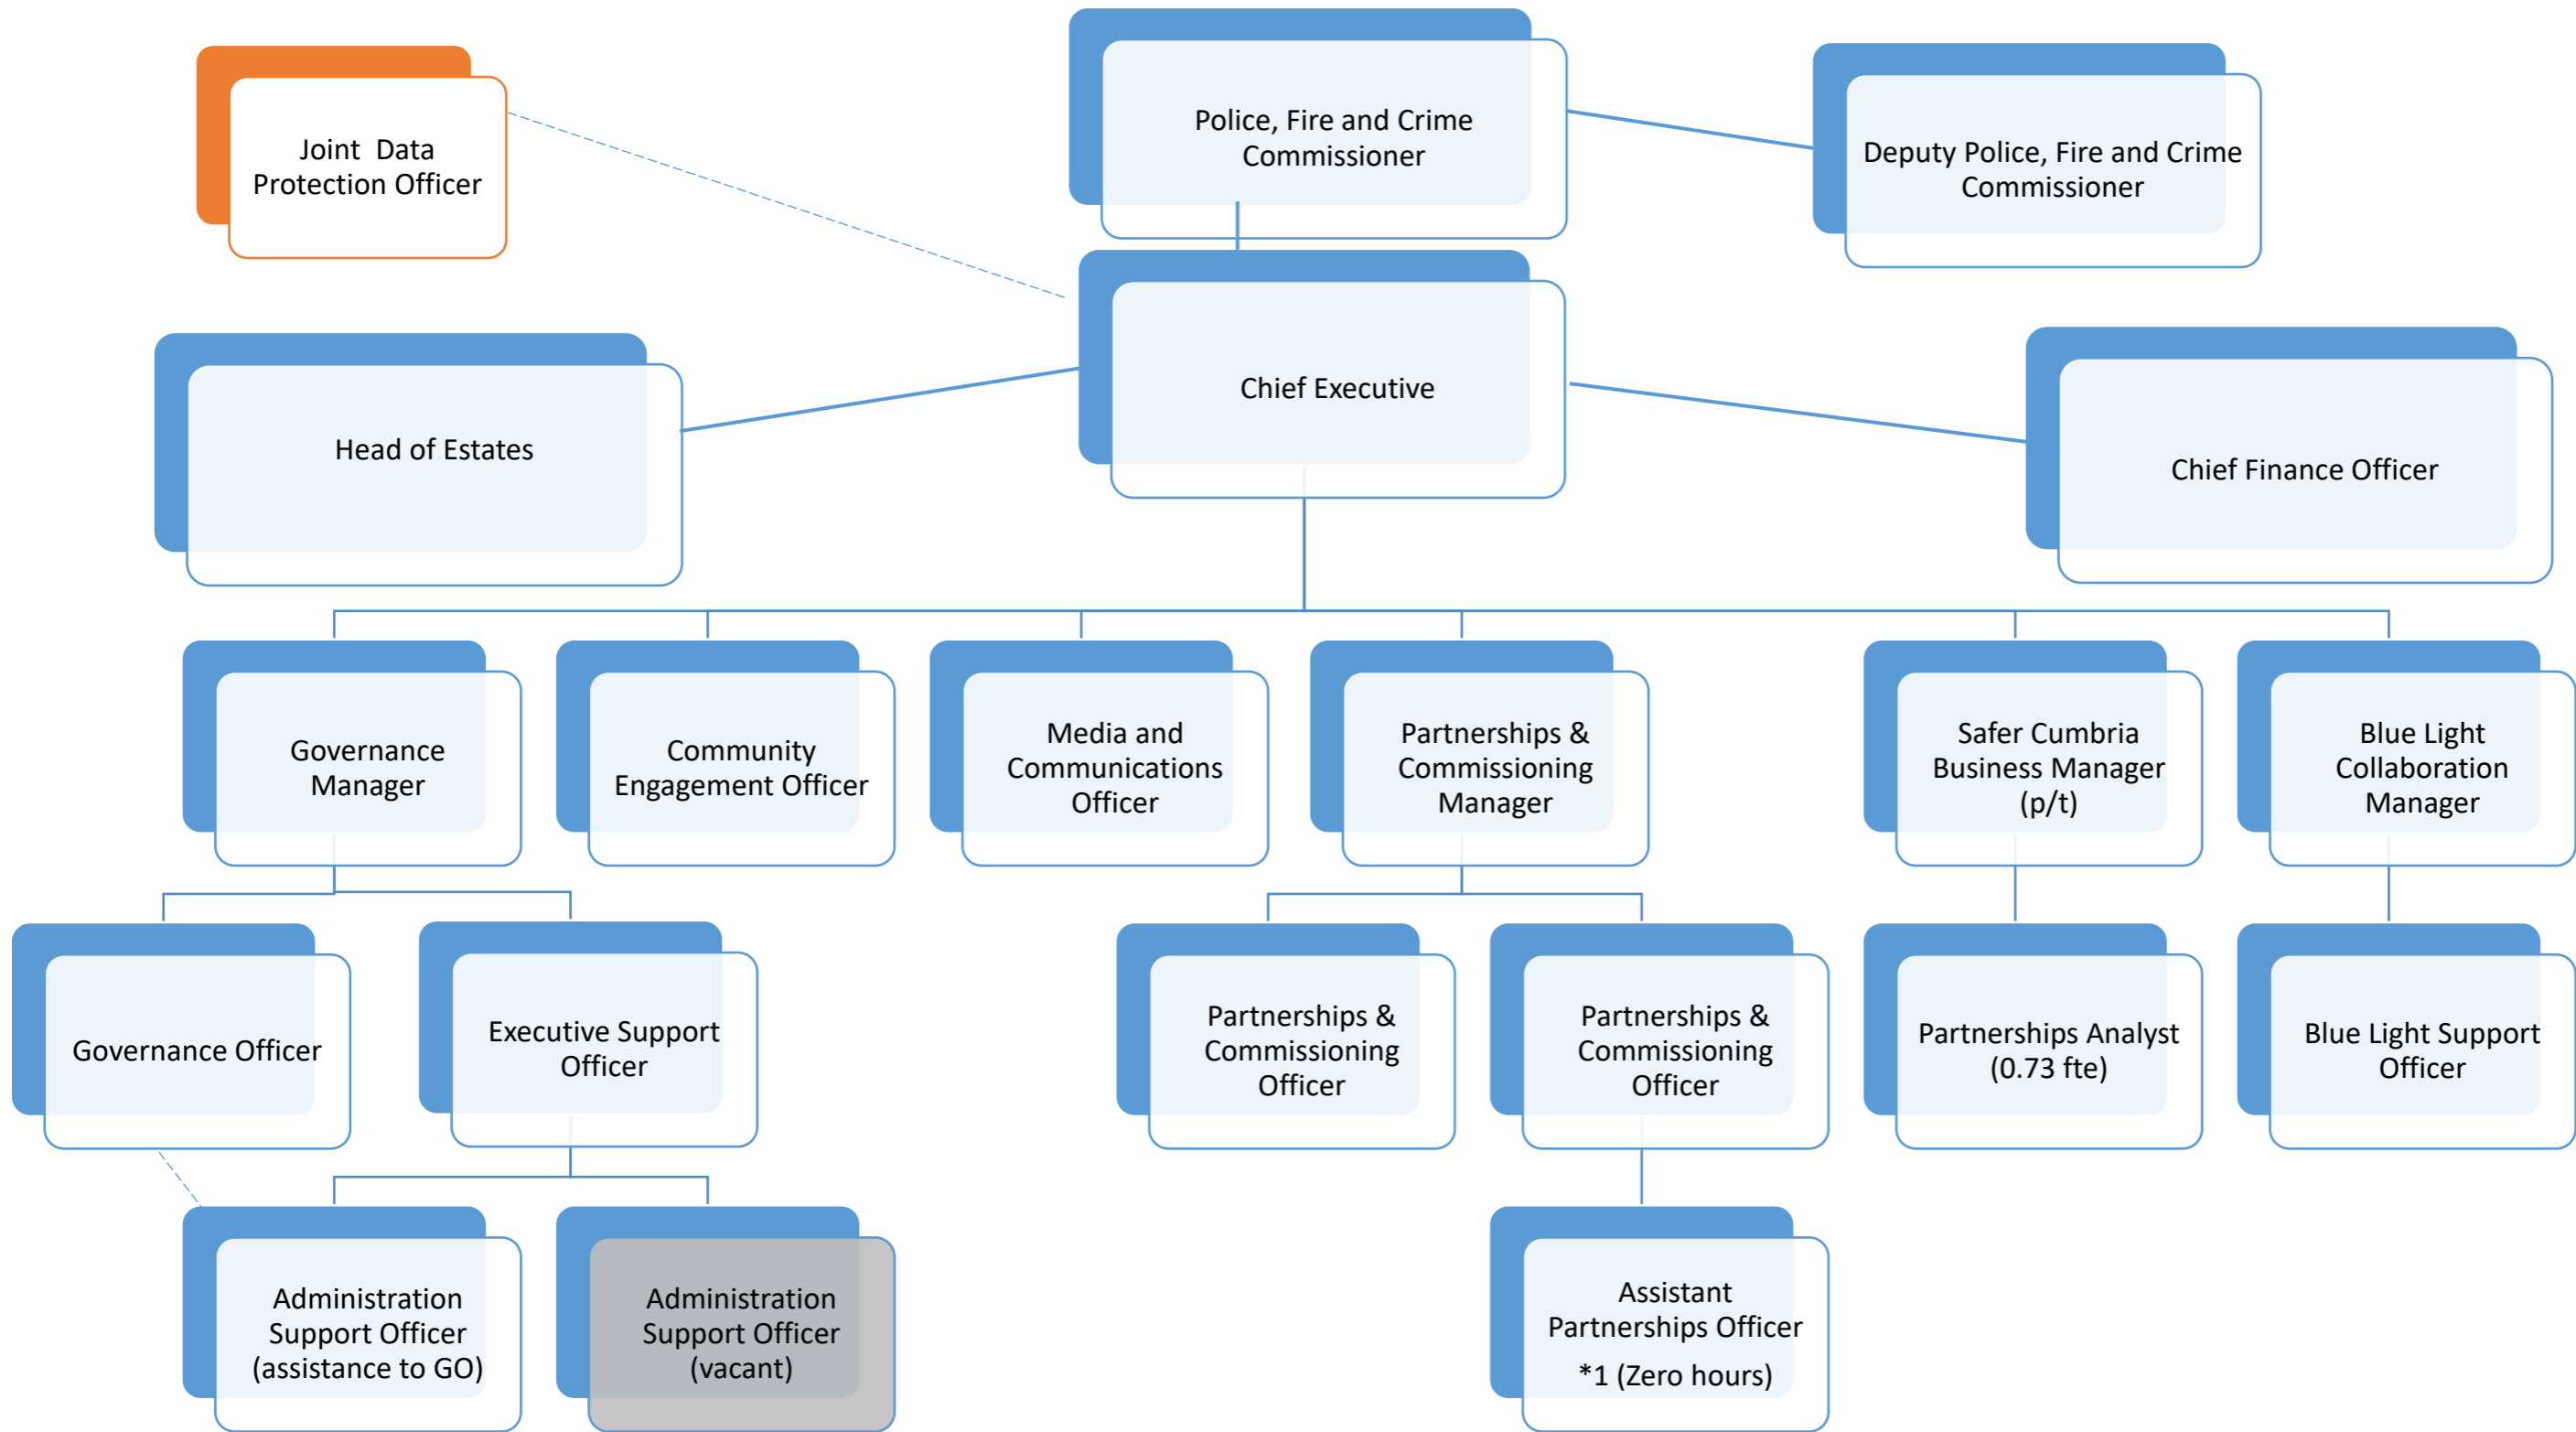 Police, Fire and Crime
Commissioner
Joint  Data
Protection Officer
Deputy Police, Fire and Crime
Commissioner
Chief Executive
Head of Estates
Chief Finance Officer
Governance
Manager
Community
Engagement Officer
Media and
Communications
Officer
Partnerships &
Commissioning
Manager
Safer Cumbria
Business Manager
(p/t)
Blue Light
Collaboration
Manager
Governance Officer
Executive Support
Officer
Partnerships &
Commissioning
Officer
Partnerships &
Commissioning
Officer
Partnerships Analyst
(0.73 fte)
Blue Light Support
Officer
Administration
Support Officer
(assistance to GO)
Administration
Support Officer
(vacant)
Assistant
Partnerships Officer
*1 (Zero hours)